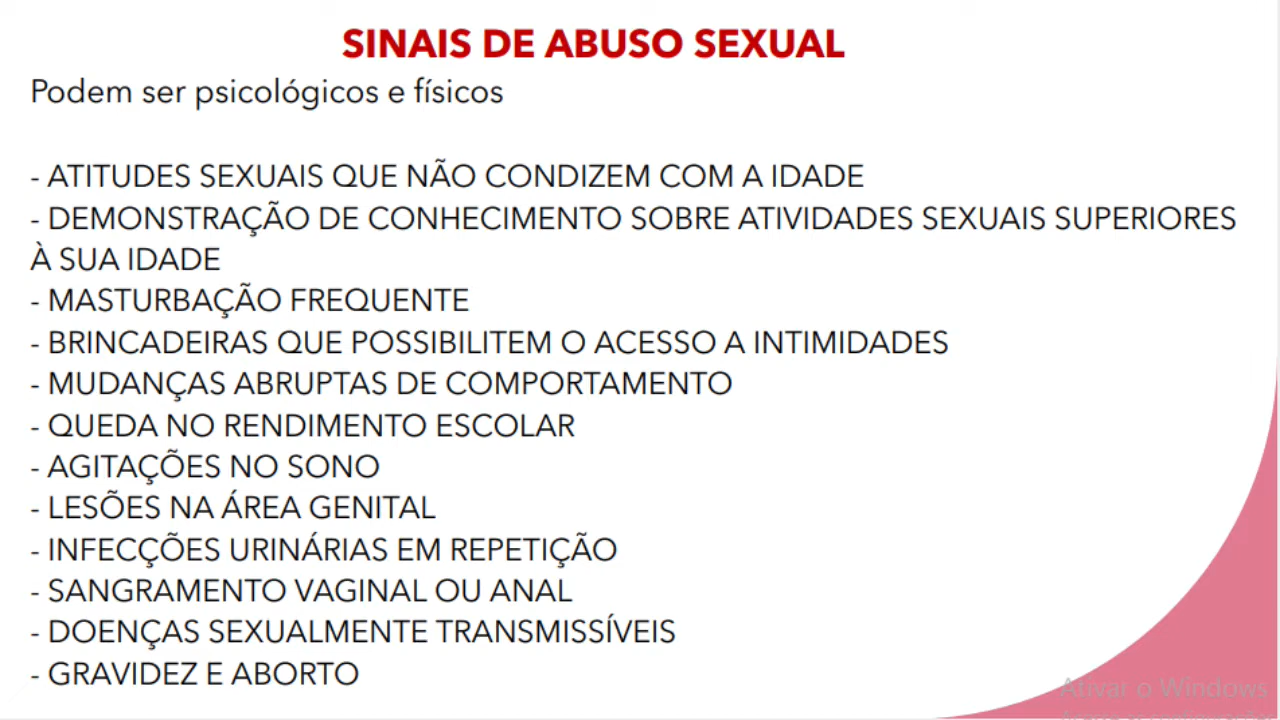 SINAIS DE ABUSO SEXUAL
Podem ser psicológicos e físicos
- ATITUDES SEXUAIS QUE NÃO CONDIZEM COM A IDADE
- DEMONSTRAÇÃO DE CONHECIMENTO SOBRE ATIVIDADES SEXUAIS SUPERIORES
À SUA IDADE
- MASTURBAÇÃO FREQUENTE
- BRINCADEIRAS QUE POSSIBILITEM O ACESSO A INTIMIDADES
- MUDANÇAS ABRUPTAS DE COMPORTAMENTO
- QUEDA NO RENDIMENTO ESCOLAR
- AGITAÇÕES NO SONO
- LESÕES NA ÁREA GENITAL
- INFECÇÕES URINÁRIAS EM REPETIÇÃO
- SANGRAMENTO VAGINAL OU ANAL
- DOENÇAS SEXUALMENTE TRANSMISSÍVEIS
- GRAVIDEZ E ABORTO
Ativar o Windows